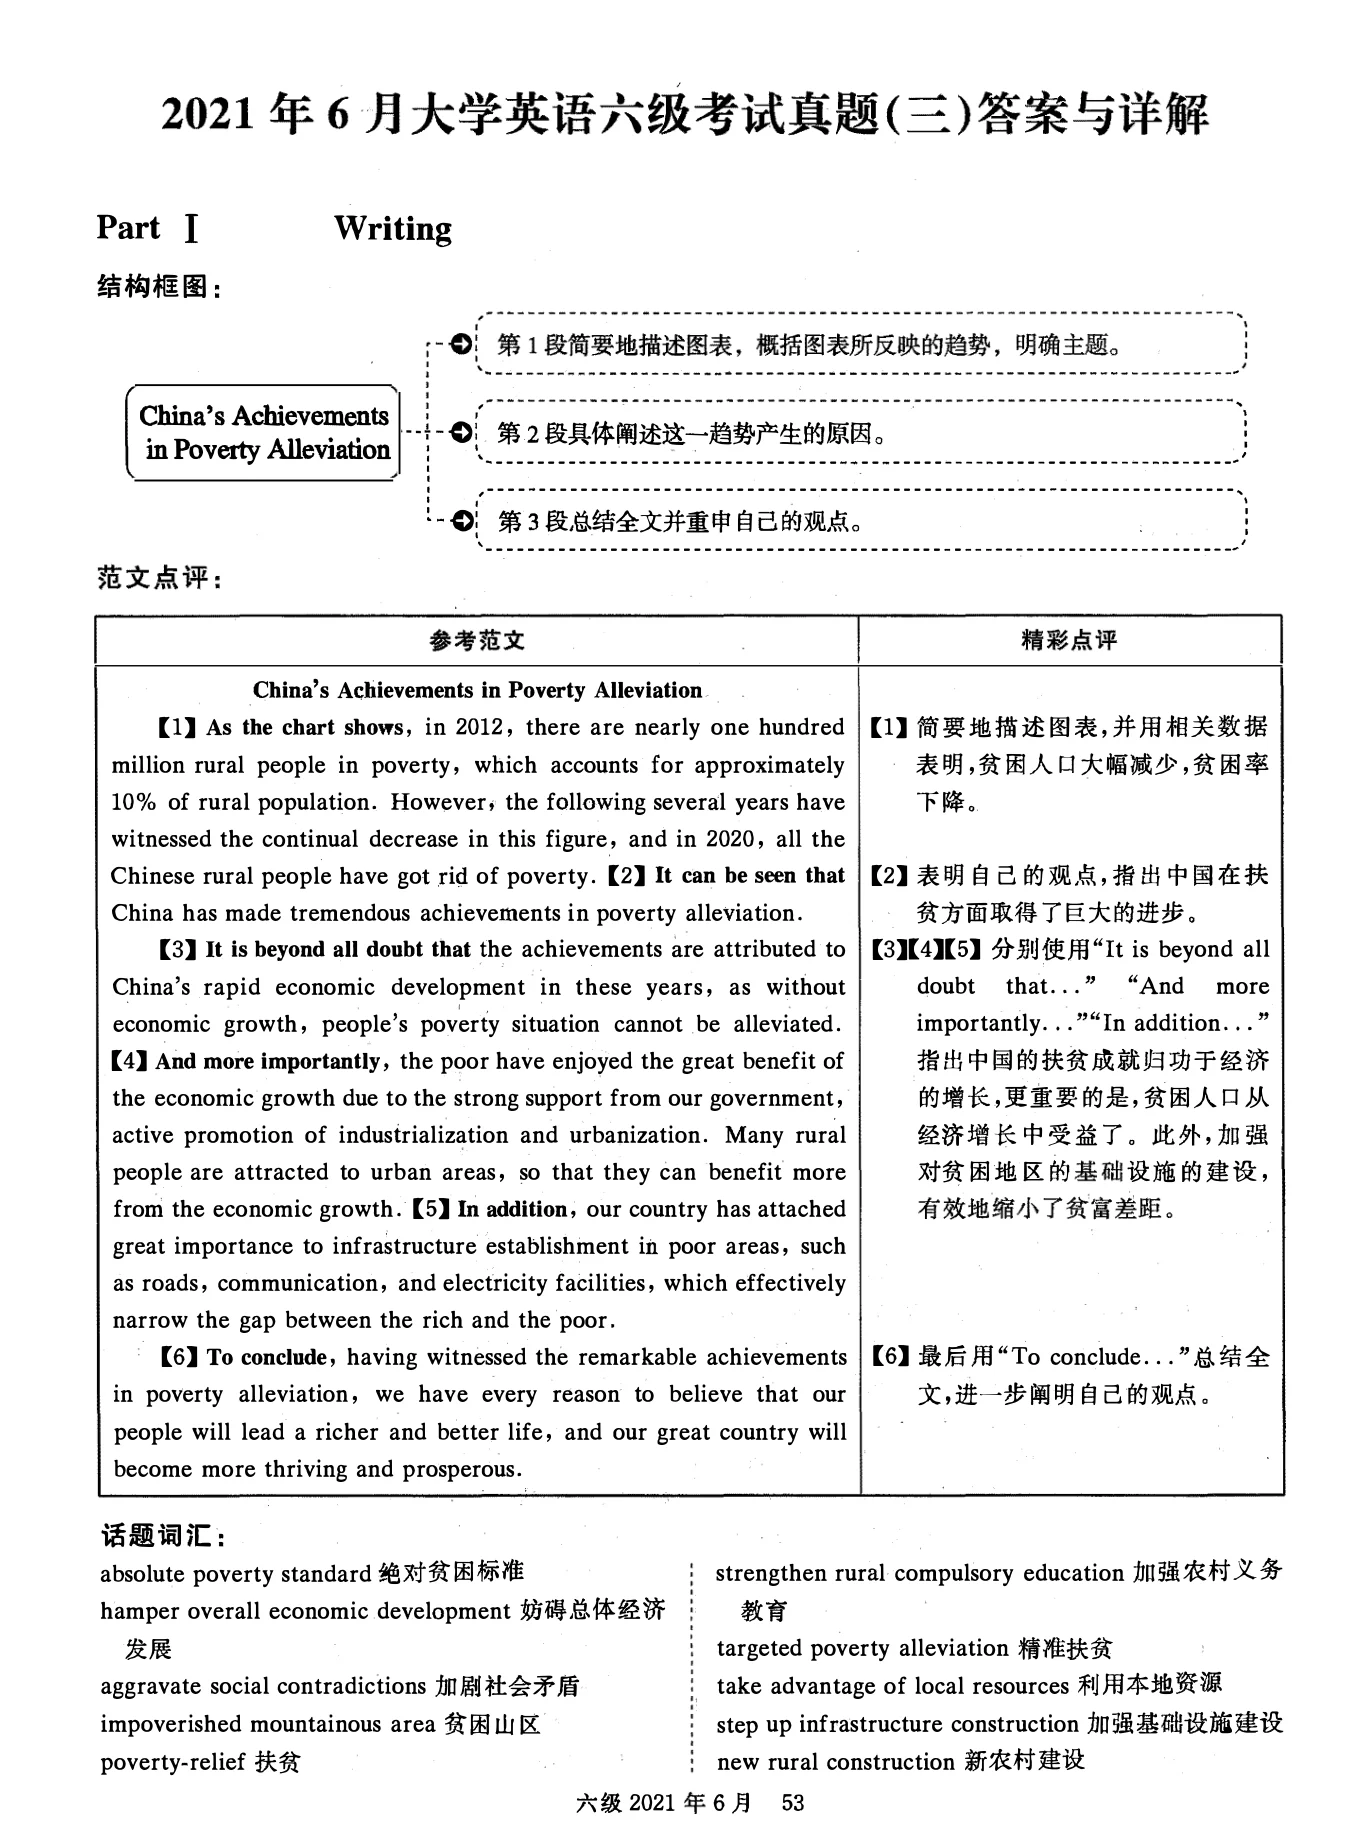 2021 年 6 月大学英语六级考试真题(三)答案与详解
Part Ⅰ Writing
结构框图:
China's Achievements
in Poverty Alleviation
第 1 段简要地描述图表，概括图表所反映的趋势，明确主题。
第 2 段具体阐述这一趋势产生的原因。
第 3 段总结全文并重申自己的观点。
范文点评:
参考范文
China's Achievements in Poverty Alleviation
【1】As the chart shows, in 2012, there are nearly one hundred
million rural people in poverty, which accounts for approximately
10% of rural population. However, the following several years have
witnessed the continual decrease in this figure, and in 2020, all the
Chinese rural people have got rid of poverty.【2】It can be seen that
China has made tremendous achievements in poverty alleviation.
【3】It is beyond all doubt that the achievements are attributed to
China's rapid economic development in these years, as without
economic growth, people's poverty situation cannot be alleviated.
【4】And more importantly, the poor have enjoyed the great benefit of
the economic growth due to the strong support from our government,
active promotion of industrialization and urbanization. Many rural
people are attracted to urban areas, so that they can benefit more
from the economic growth.【5】In addition, our country has attached
great importance to infrastructure establishment in poor areas, such
as roads, communication, and electricity facilities, which effectively
narrow the gap between the rich and the poor.
【6】To conclude, having witnessed the remarkable achievements
in poverty alleviation, we have every reason to believe that our
people will lead a richer and better life, and our great country will
become more thriving and prosperous.
精彩点评
【1】简要地描述图表,并用相关数据
表明,贫困人口大幅减少,贫困率
下降。
【2】表明自己的观点,指出中国在扶
贫方面取得了巨大的进步。
【3】【4】【5】分别使用“It is beyond all
doubt that...” “And more
importantly...”“In addition...”
指出中国的扶贫成就归功于经济
的增长,更重要的是,贫困人口从
经济增长中受益了。此外,加强
对贫困地区的基础设施的建设,
有效地缩小了贫富差距。
【6】最后用“To conclude...”总结全
文,进一步阐明自己的观点。
话题词汇:
absolute poverty standard 绝对贫困标准
hamper overall economic development 妨碍总体经济
发展
aggravate social contradictions 加剧社会矛盾
impoverished mountainous area 贫困山区
poverty-relief 扶贫
strengthen rural compulsory education 加强农村义务
教育
targeted poverty alleviation 精准扶贫
take advantage of local resources 利用本地资源
step up infrastructure construction 加强基础设施建设
new rural construction 新农村建设
六级 2021 年 6 月 53